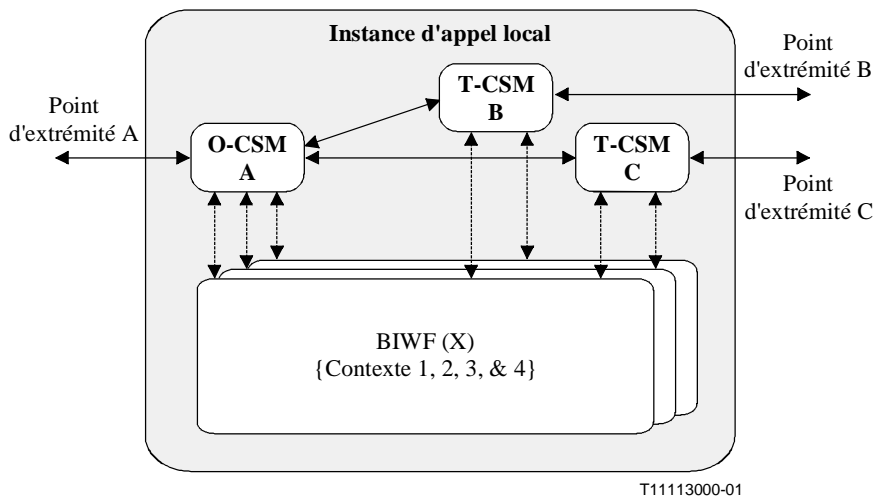 Instance d'appel local
Point
d'extrémité B
T-CSM
B
Point
d'extrémité A
O-CSM
A
T-CSM
C
Point
d'extrémité C
BIWF (X)
{Contexte 1, 2, 3, & 4}
T11113000-01